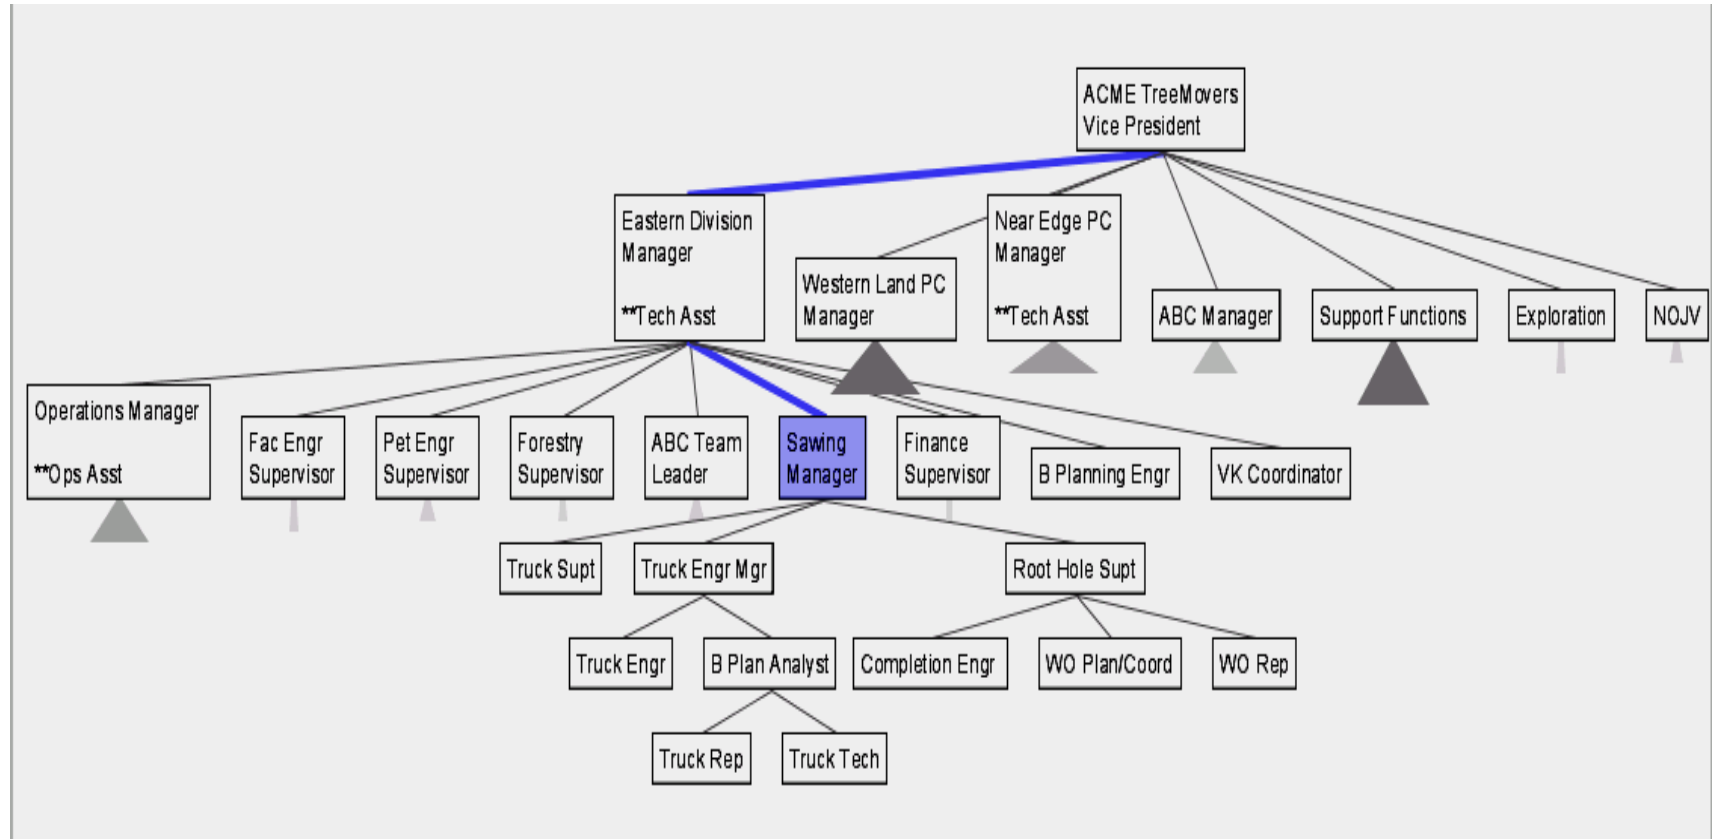 ACME TreeMovers
Vice President
Eastern Division
Manager
**Tech Asst
Western Land PC
Manager
Near Edge PC
Manager
**Tech Asst
ABC Manager
Support Functions
Exploration
NOJV
Operations Manager
**Ops Asst
Fac Engr
Supervisor
Pet Engr
Supervisor
Forestry
Supervisor
ABC Team
Leader
Sawing
Manager
Finance
Supervisor
B Planning Engr
VK Coordinator
Truck Supt
Truck Engr Mgr
Root Hole Supt
Truck Engr
B Plan Analyst
Completion Engr
WO Plan/Coord
WO Rep
Truck Rep
Truck Tech